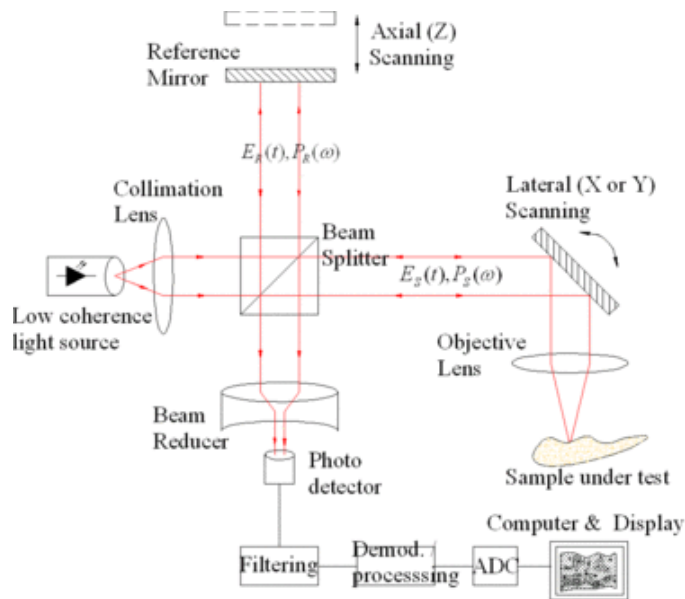 Axial (Z)
Scanning
Reference
Mirror
E_R(t), P_R(ω)
Collimation
Lens
Lateral (X or Y)
Scanning
Beam
Splitter
E_S(t), P_S(ω)
Low coherence
light source
Objective
Lens
Beam
Reducer
Photo
detector
Sample under test
Computer & Display
Filtering
Demod. /
processsing
ADC